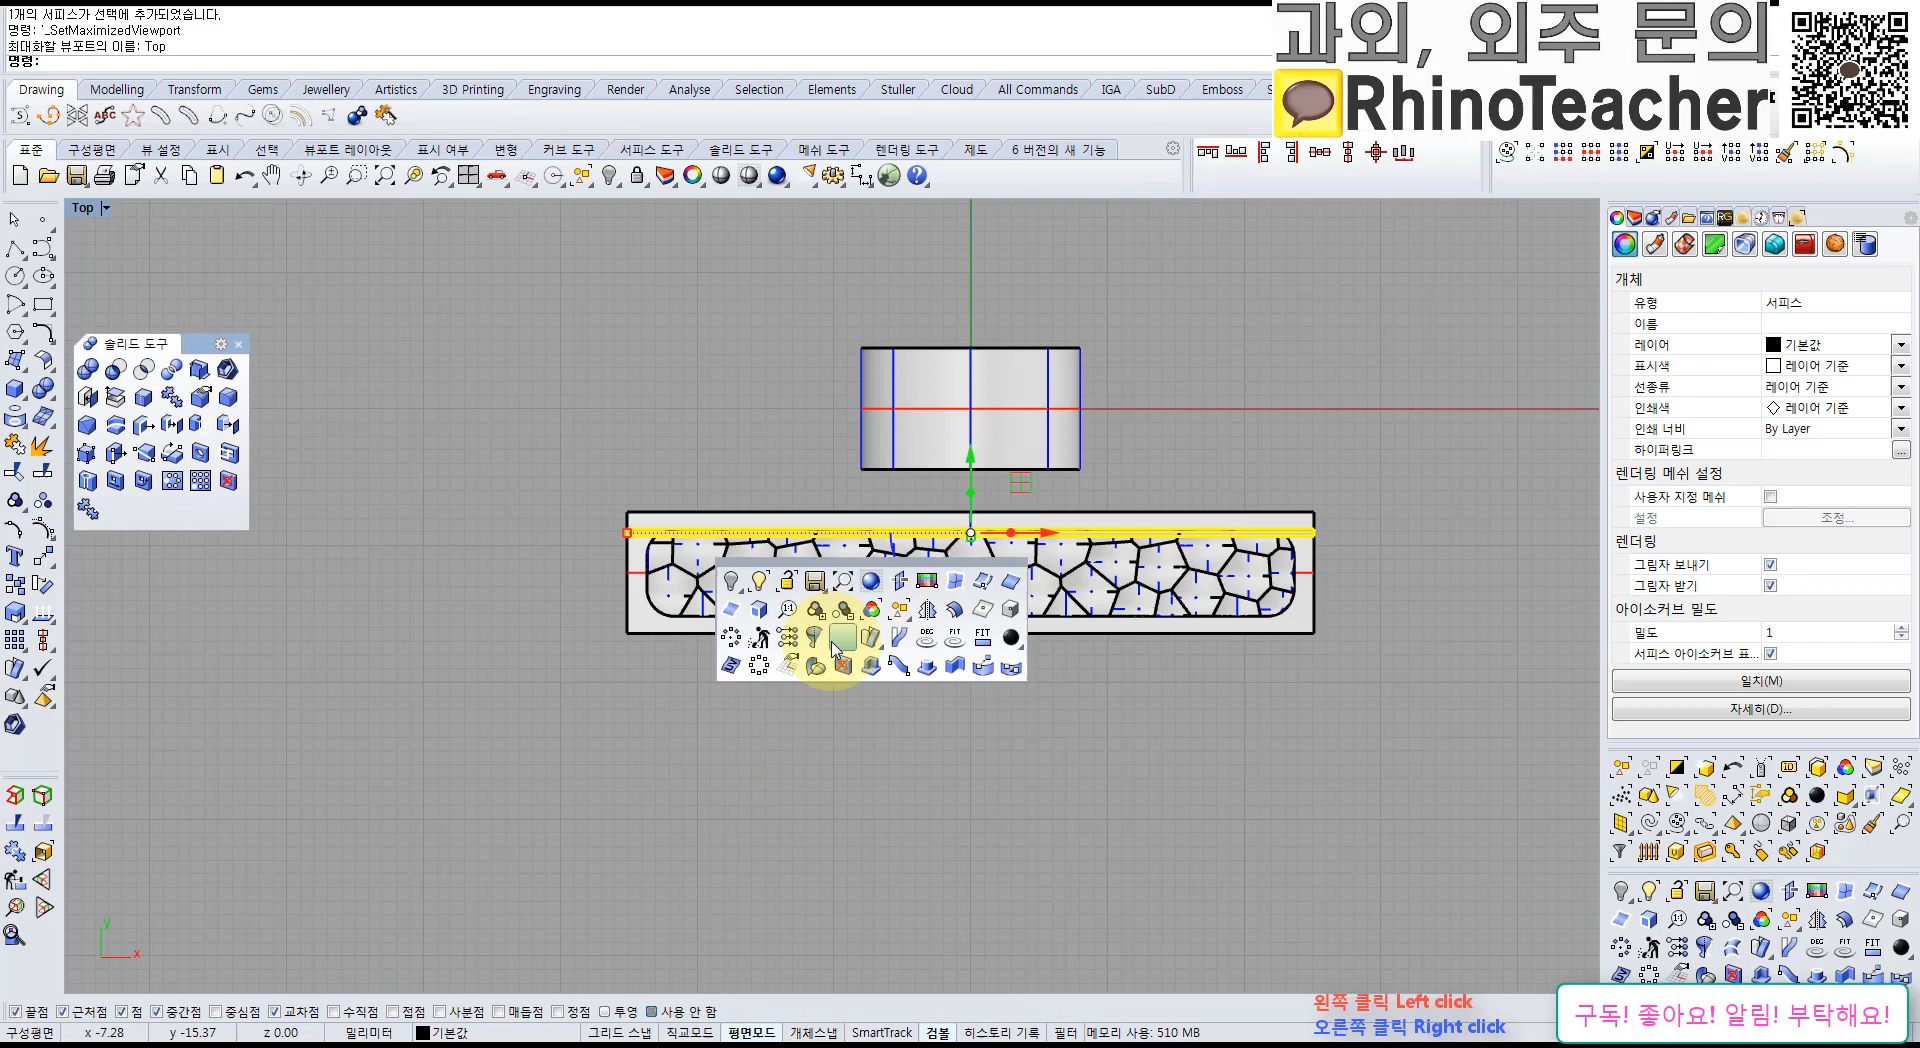 1개의 서피스가 선택에 추가되었습니다.
명령: '_SetMaximizedViewport
최대화할 뷰포트의 이름: Top
명령:
과외, 외주 문의
RhinoTeacher
Drawing Modelling Transform Gems Jewellery Artistics 3D Printing Engraving Render Analyse Selection Elements Stuller Cloud All Commands IGA SubD Emboss S
표준 구성평면 뷰 설정 표시 선택 뷰포트 레이아웃 표시 여부 변형 커브 도구 서피스 도구 솔리드 도구 메쉬 도구 렌더링 도구 제도 6 버전의 새 기능
Top
솔리드 도구
개체
유형 서피스
이름
레이어 기본값
표시색 레이어 기준
선종류 레이어 기준
인쇄색 레이어 기준
인쇄 너비 By Layer
하이퍼링크 ...
렌더링 메쉬 설정
사용자 지정 메쉬
설정 조정...
렌더링
그림자 보내기
그림자 받기
아이소커브 밀도
밀도 1
서피스 아이소커브 표...
일치(M)
자세히(D)...
y
x
끝점 근처점 점 중간점 중심점 교차점 수직점 접점 사분점 매듭점 정점 투영 사용 안 함
왼쪽 클릭 Left click
오른쪽 클릭 Right click
구독! 좋아요! 알림! 부탁해요!
구성평면 x -7.28 y -15.37 z 0.00 밀리미터 기본값 그리드 스냅 직교모드 평면모드 개체스냅 SmartTrack 검볼 히스토리 기록 필터 메모리 사용: 510 MB